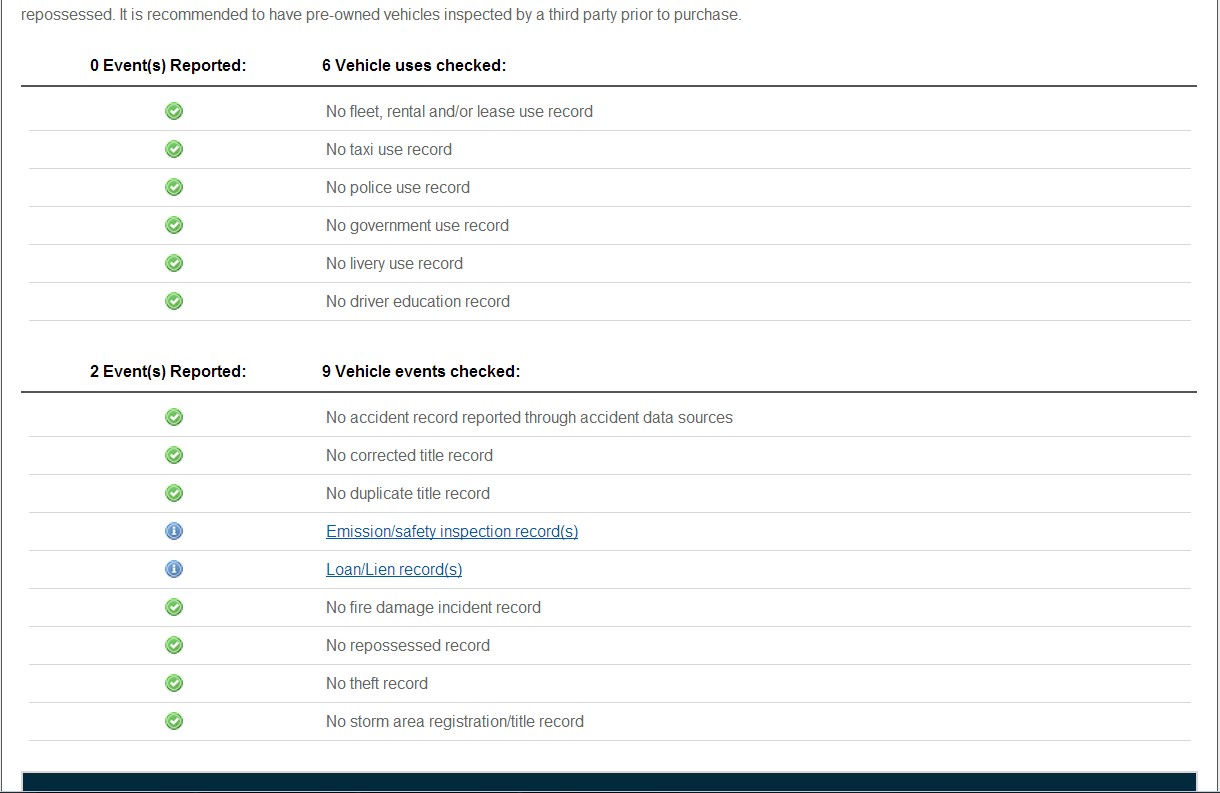 repossessed. It is recommended to have pre-owned vehicles inspected by a third party prior to purchase.
0 Event(s) Reported: 6 Vehicle uses checked:
No fleet, rental and/or lease use record
No taxi use record
No police use record
No government use record
No livery use record
No driver education record
2 Event(s) Reported: 9 Vehicle events checked:
No accident record reported through accident data sources
No corrected title record
No duplicate title record
Emission/safety inspection record(s)
Loan/Lien record(s)
No fire damage incident record
No repossessed record
No theft record
No storm area registration/title record